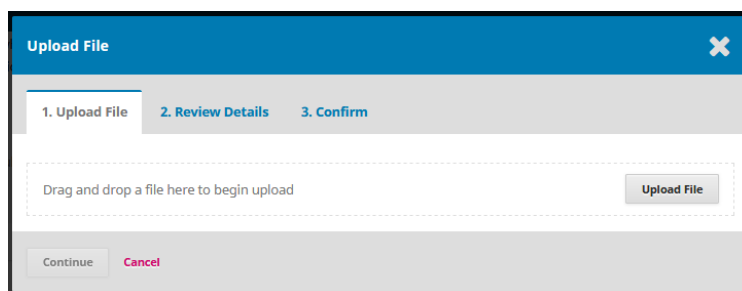 Upload File
1. Upload File 2. Review Details 3. Confirm
Drag and drop a file here to begin upload Upload File
Continue Cancel